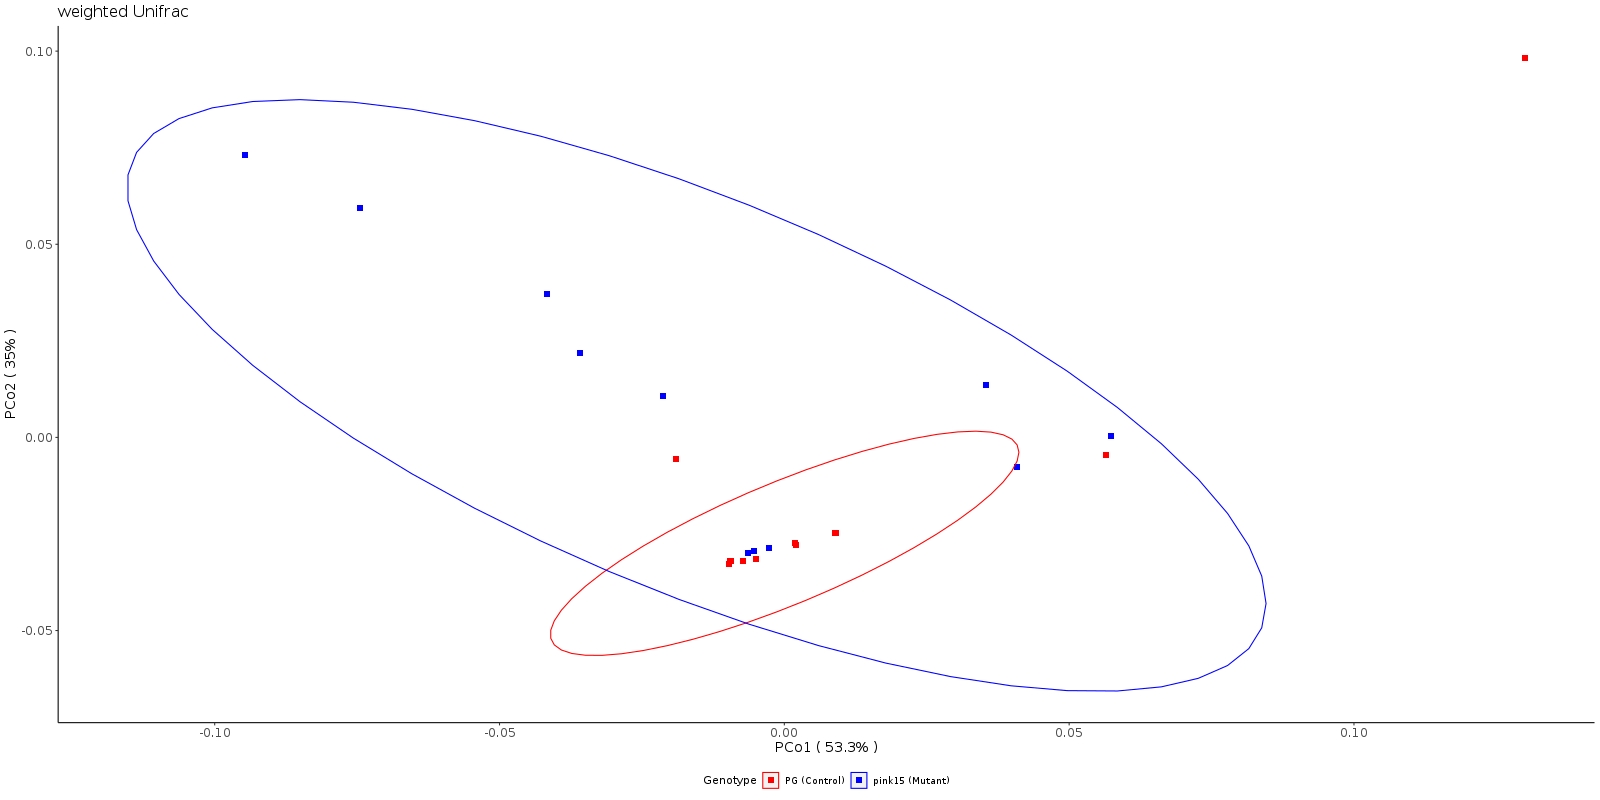 weighted Unifrac
0.10
0.05
0.00
-0.05
PCo2 ( 35% )
-0.10
-0.05
0.00
0.05
0.10
PCo1 ( 53.3% )
Genotype PG (Control) pink15 (Mutant)